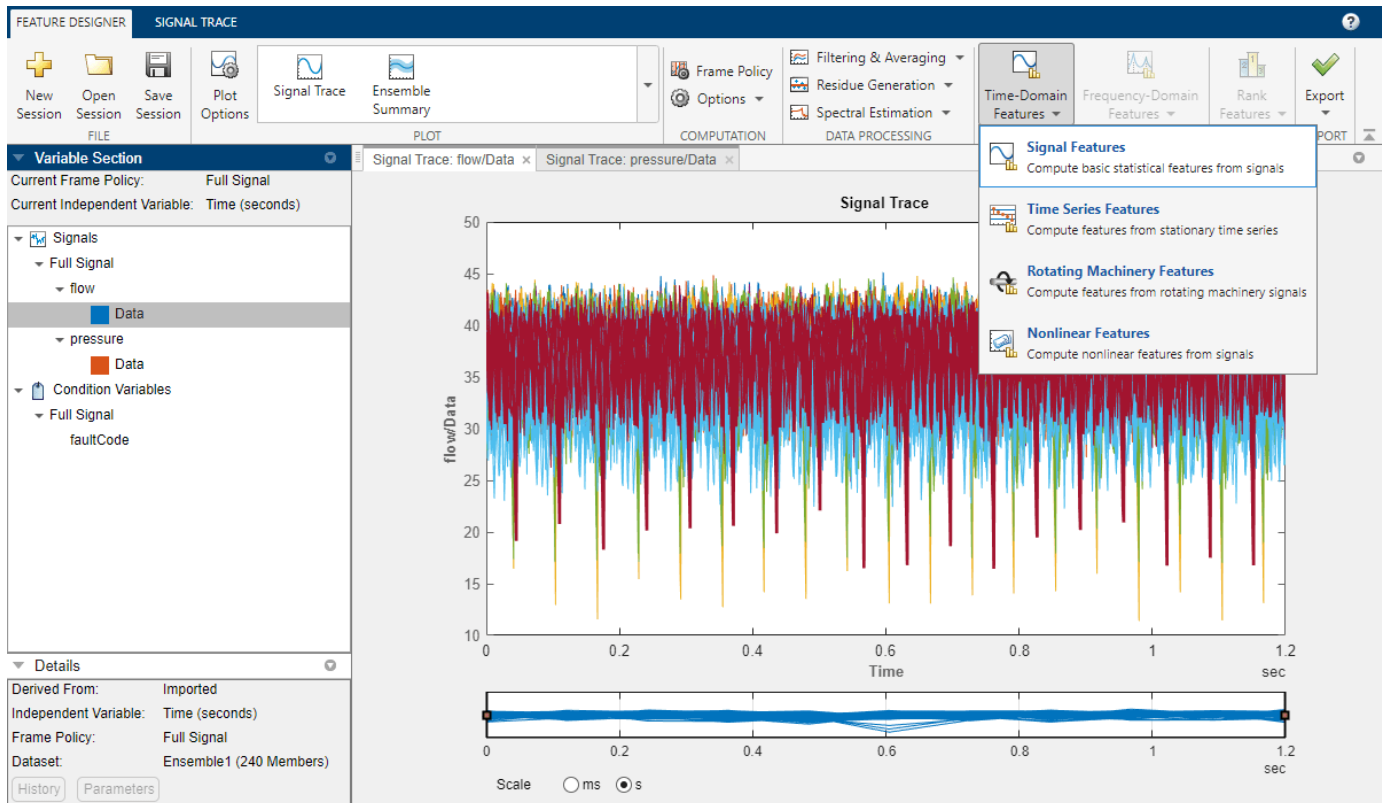 FEATURE DESIGNER
SIGNAL TRACE
?
New
Session
Open
Session
Save
Session
FILE
Plot
Options
Signal Trace
Ensemble
Summary
PLOT
Frame Policy
Options
COMPUTATION
Filtering & Averaging
Residue Generation
Spectral Estimation
DATA PROCESSING
Time-Domain
Features
Frequency-Domain
Features
Rank
Features
Export
PORT
Signal Features
Compute basic statistical features from signals
Time Series Features
Compute features from stationary time series
Rotating Machinery Features
Compute features from rotating machinery signals
Nonlinear Features
Compute nonlinear features from signals
Variable Section
Current Frame Policy: Full Signal
Current Independent Variable: Time (seconds)
Signals
Full Signal
flow
Data
pressure
Data
Condition Variables
Full Signal
faultCode
Details
Derived From: Imported
Independent Variable: Time (seconds)
Frame Policy: Full Signal
Dataset: Ensemble1 (240 Members)
History Parameters
Signal Trace: flow/Data × Signal Trace: pressure/Data ×
Signal Trace
flow/Data
50
45
40
35
30
25
20
15
10
0 0.2 0.4 0.6 0.8 1 1.2
Time
sec
0 0.2 0.4 0.6 0.8 1 1.2
sec
Scale ms s